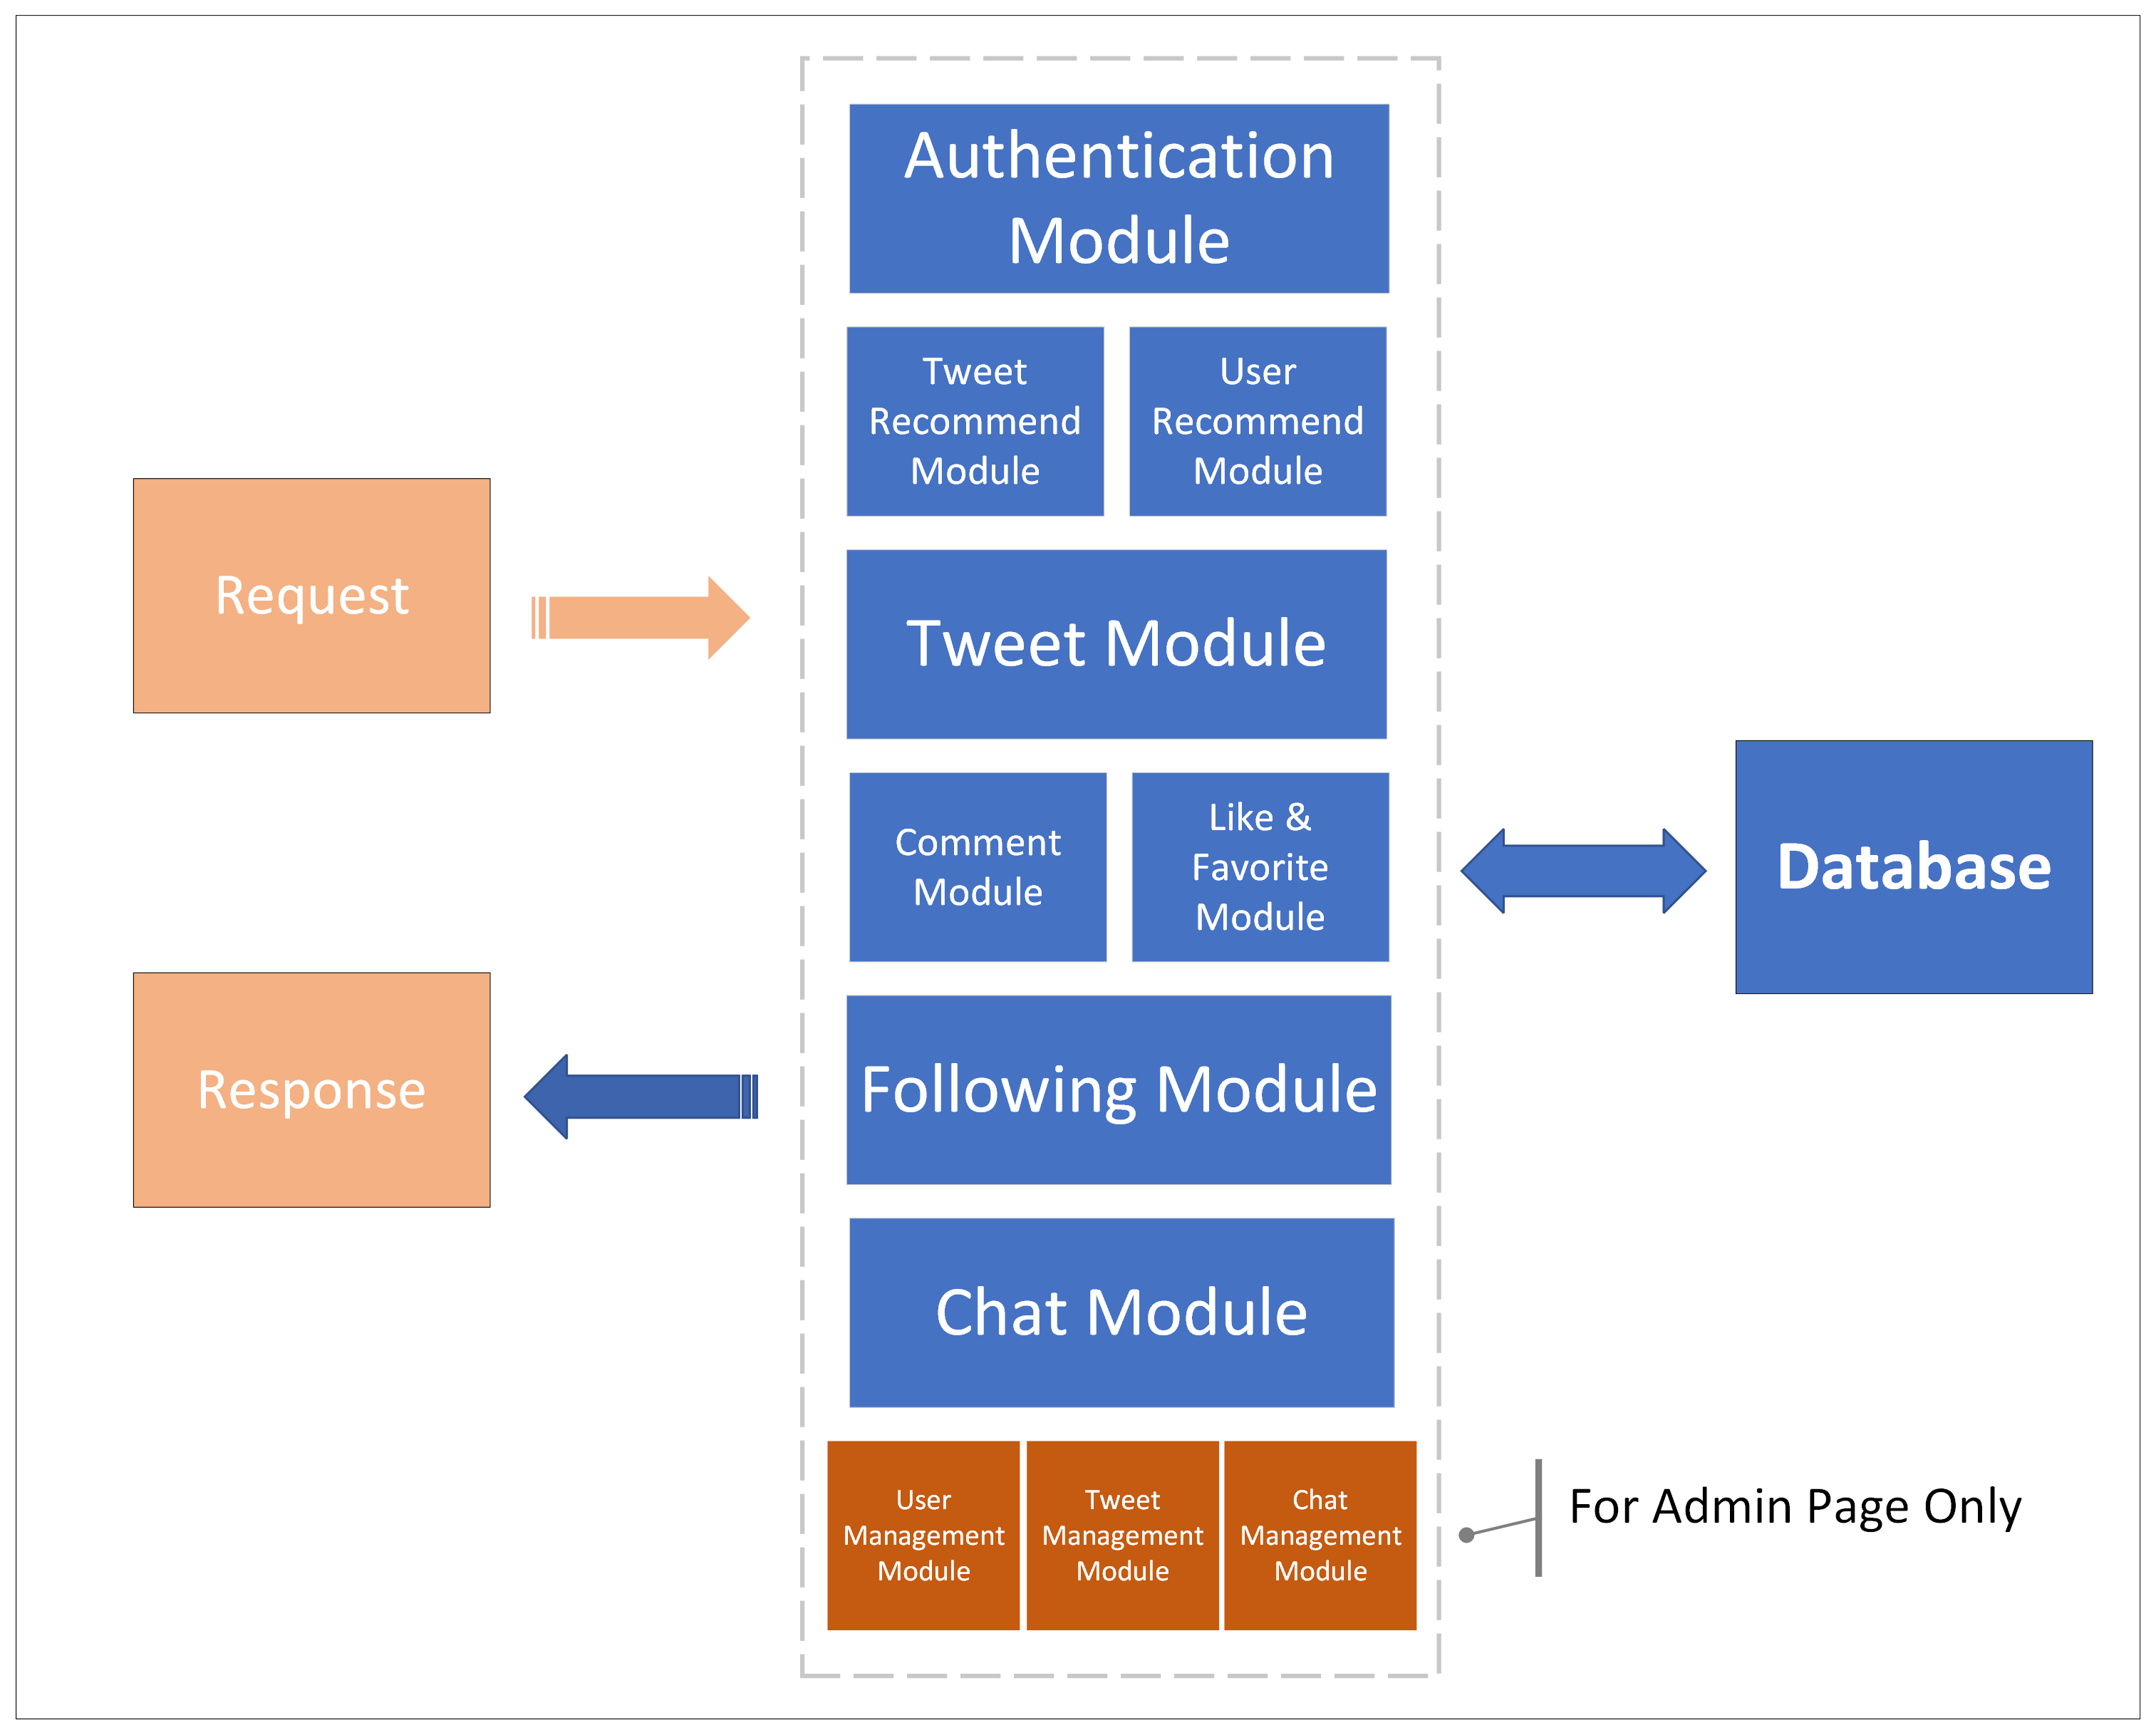 Authentication
Module
Tweet
Recommend
Module
User
Recommend
Module
Request
Tweet Module
Comment
Module
Like &
Favorite
Module
Database
Response
Following Module
Chat Module
User
Management
Module
Tweet
Management
Module
Chat
Management
Module
For Admin Page Only